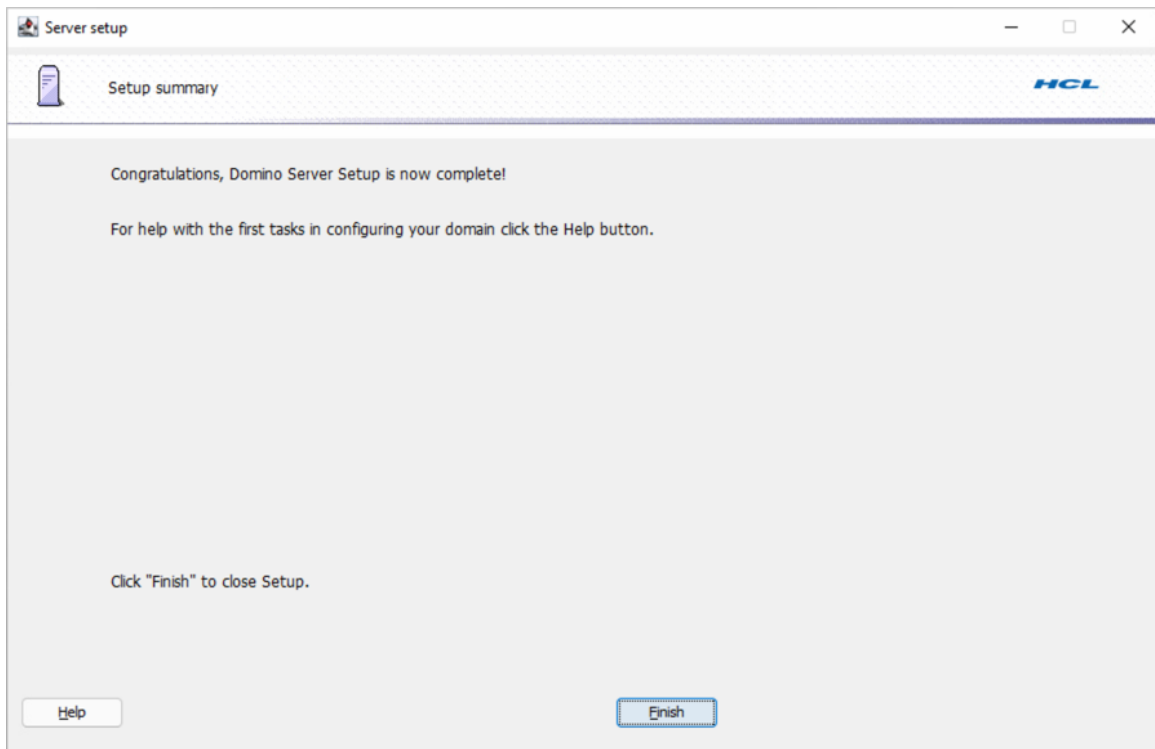 Server setup
Setup summary
HCL
Congratulations, Domino Server Setup is now complete!
For help with the first tasks in configuring your domain click the Help button.
Click "Finish" to close Setup.
Help
Finish